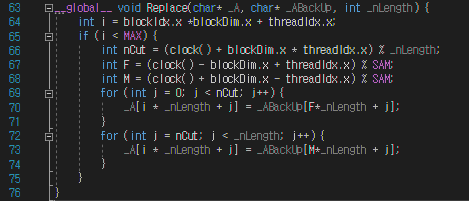 63 __global__ void Replace(char* _A, char* _ABackUp, int _nLength) {
64 int i = blockIdx.x *blockDim.x + threadIdx.x;
65 if (i < MAX) {
66 int nCut = (clock() + blockDim.x * threadIdx.x) % _nLength;
67 int F = (clock() - blockDim.x + threadIdx.x) % SAM;
68 int M = (clock() - blockDim.x * threadIdx.x) % SAM;
69 for (int j = 0; j < nCut; j++) {
70 _A[i * _nLength + j] = _ABackUp[F*_nLength + j];
71 }
72 for (int j = nCut; j < _nLength; j++) {
73 _A[i * _nLength + j] = _ABackUp[M*_nLength + j];
74 }
75 }
76 }